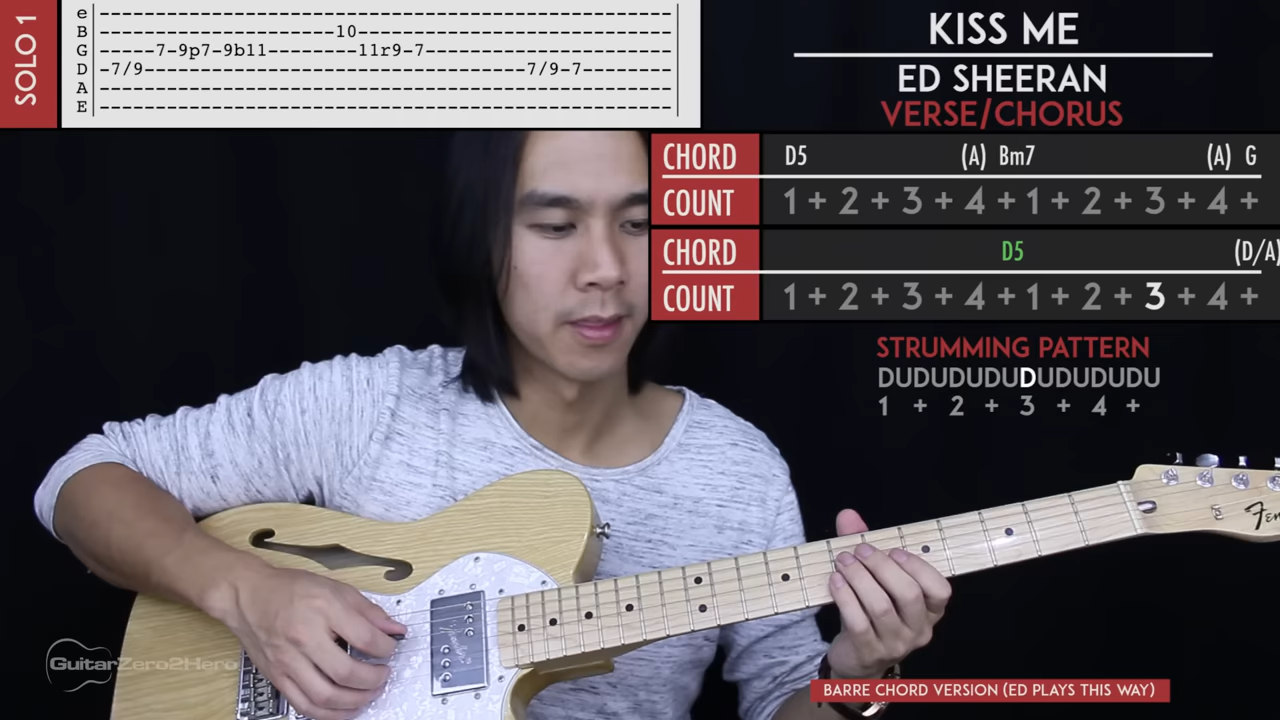 SOLO 1
e -------------------------------------------------
B --------------------10---------------------------
G -----7-9p7-9b11--------11r9-7--------------------
D -7/9------------------------------7/9-7----------
A -------------------------------------------------
E -------------------------------------------------
KISS ME
ED SHEERAN
VERSE/CHORUS
CHORD D5 (A) Bm7 (A) G
COUNT 1 + 2 + 3 + 4 + 1 + 2 + 3 + 4 +
CHORD D5 (D/A)
COUNT 1 + 2 + 3 + 4 + 1 + 2 + 3 + 4 +
STRUMMING PATTERN
DUDUDUDUDUDUDUDU
1 + 2 + 3 + 4 +
Fen
GuitarZero2Hero
BARRE CHORD VERSION (ED PLAYS THIS WAY)